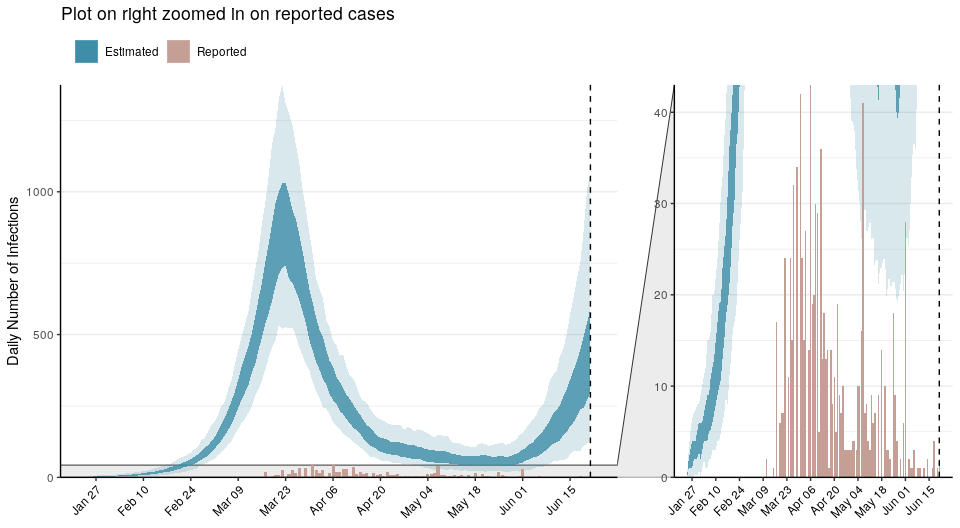 Plot on right zoomed in on reported cases
Estimated Reported
Daily Number of Infections
1000
500
0
Jan 27 Feb 10 Feb 24 Mar 09 Mar 23 Apr 06 Apr 20 May 04 May 18 Jun 01 Jun 15
40
30
20
10
0
Jan 27 Feb 10 Feb 24 Mar 09 Mar 23 Apr 06 Apr 20 May 04 May 18 Jun 01 Jun 15